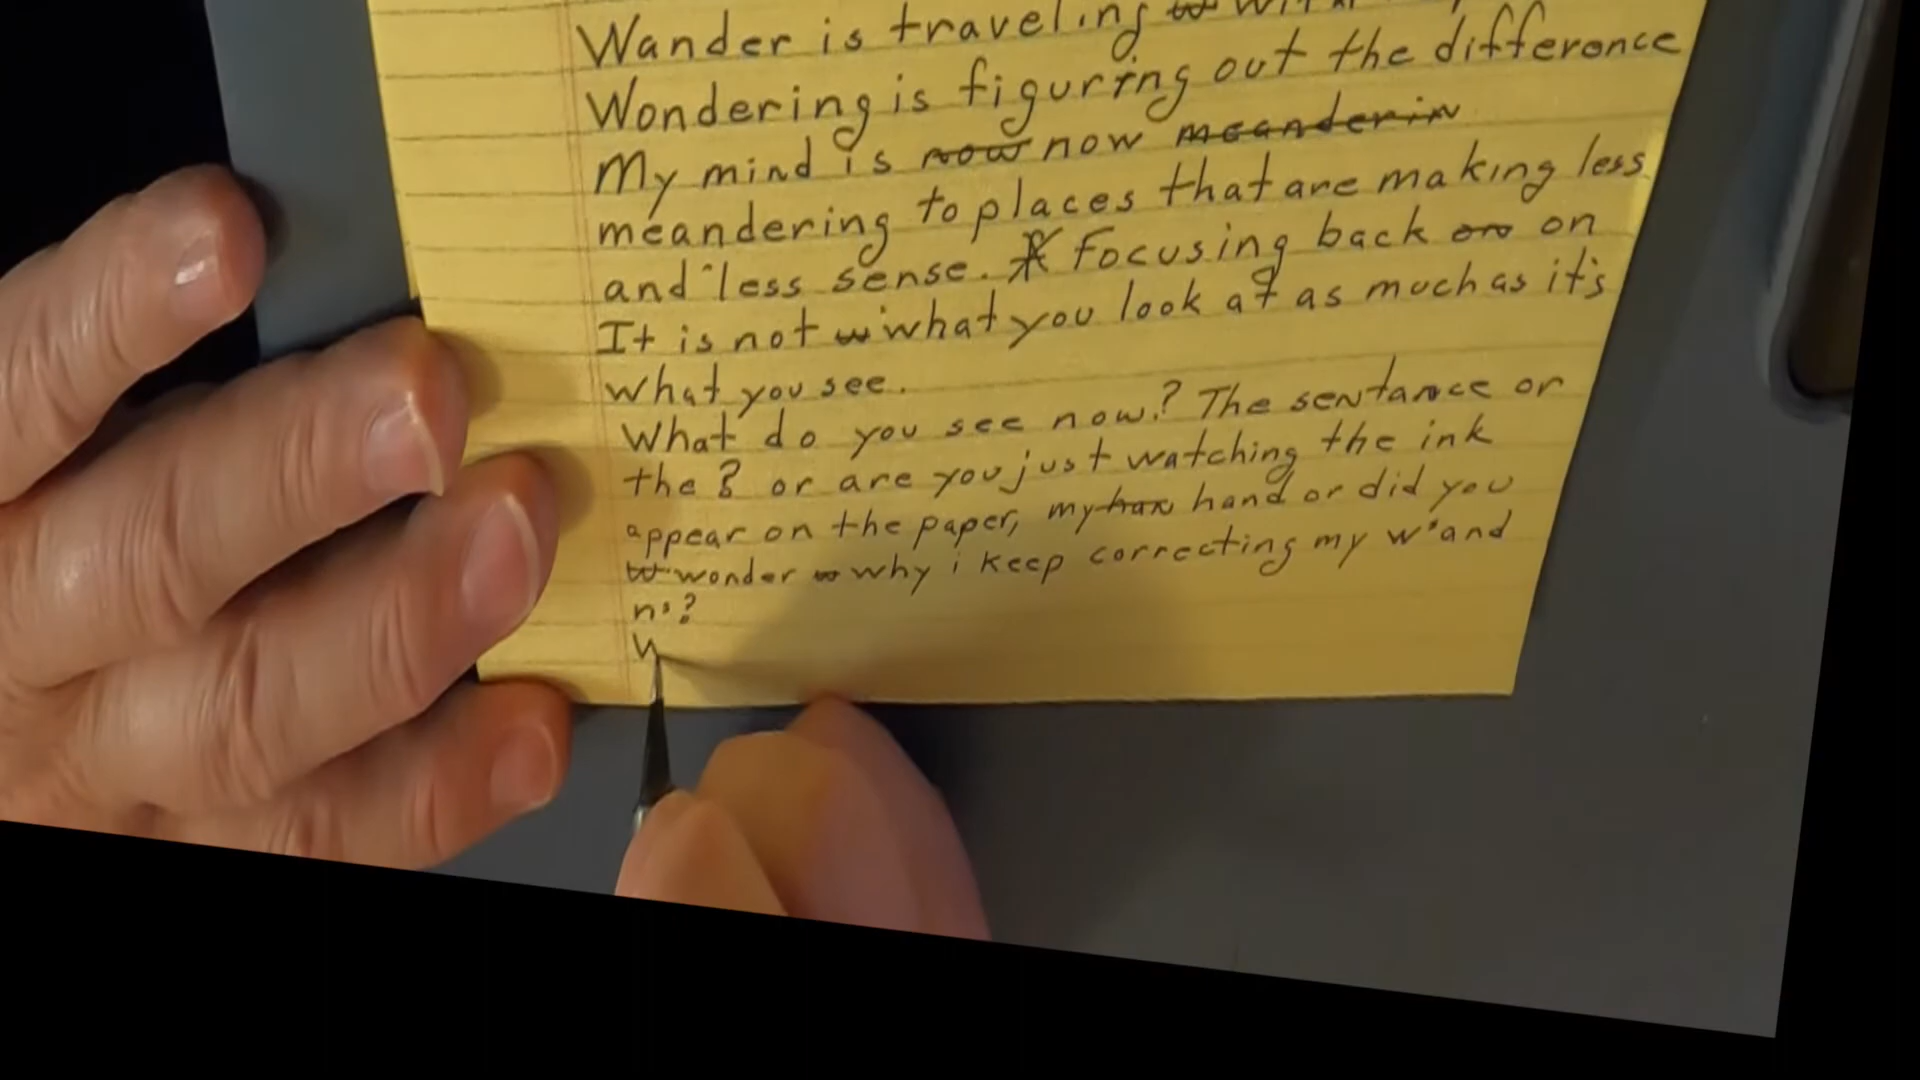 Wander is traveling w
Wondering is figuring out the difference
My mind is now now meanderin
meandering to places that are making less
and less sense. Focusing back on on
It is not w what you look at as much as it's
what you see.
What do you see now? The sentance or
the ? or are you just watching the ink
appear on the paper, my han hand or did you
w wonder w why i keep correcting my w's and
n's?
W